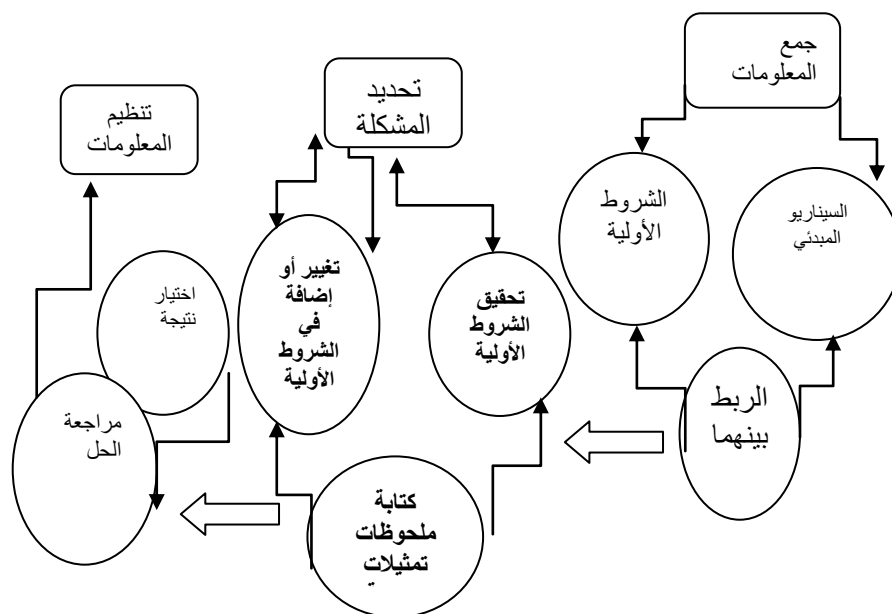 جمع
المعلومات
الشروط
الأولية
السيناريو
المبدئي
الربط
بينهما
تحديد
المشكلة
تحقيق
الشروط
الأولية
تغيير أو
إضافة
في
الشروط
الأولية
كتابة
ملحوظات
تمثيلاتٍ
تنظيم
المعلومات
اختيار
نتيجة
مراجعة
الحل